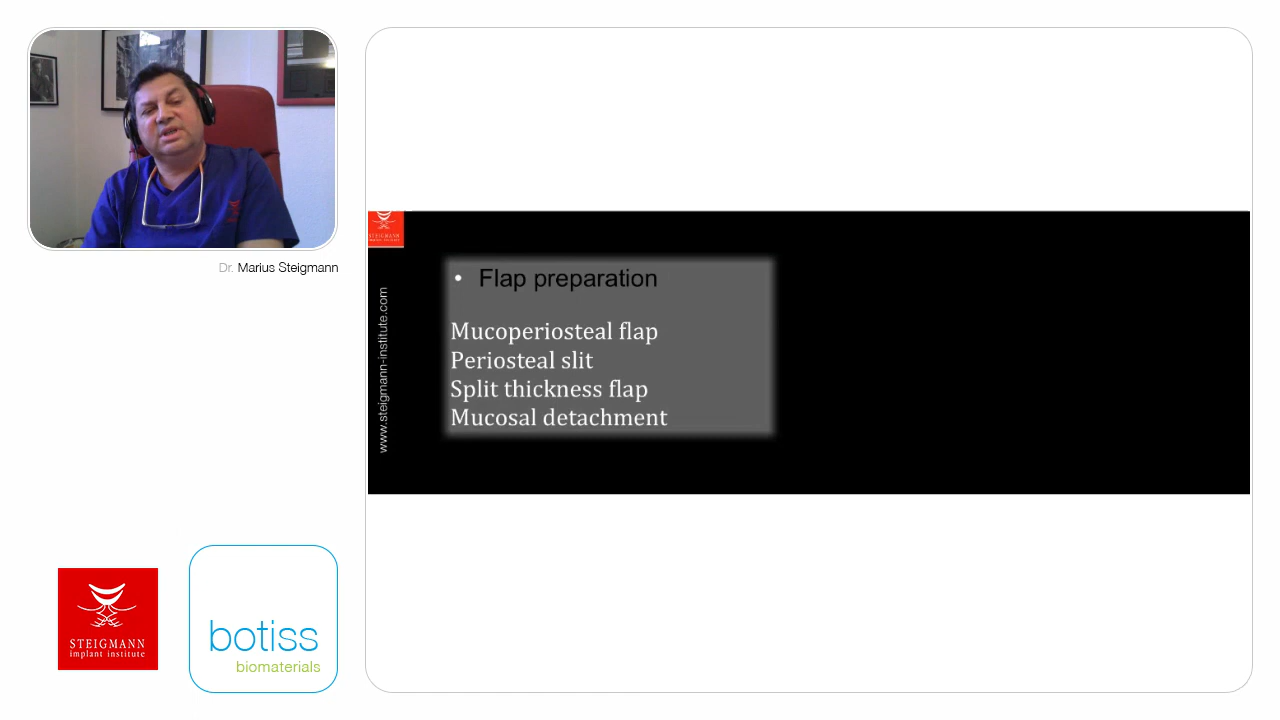 Dr. Marius Steigmann
www.steigmann-institute.com
• Flap preparation
Mucoperiosteal flap
Periosteal slit
Split thickness flap
Mucosal detachment
STEIGMANN
implant institute
botiss
biomaterials